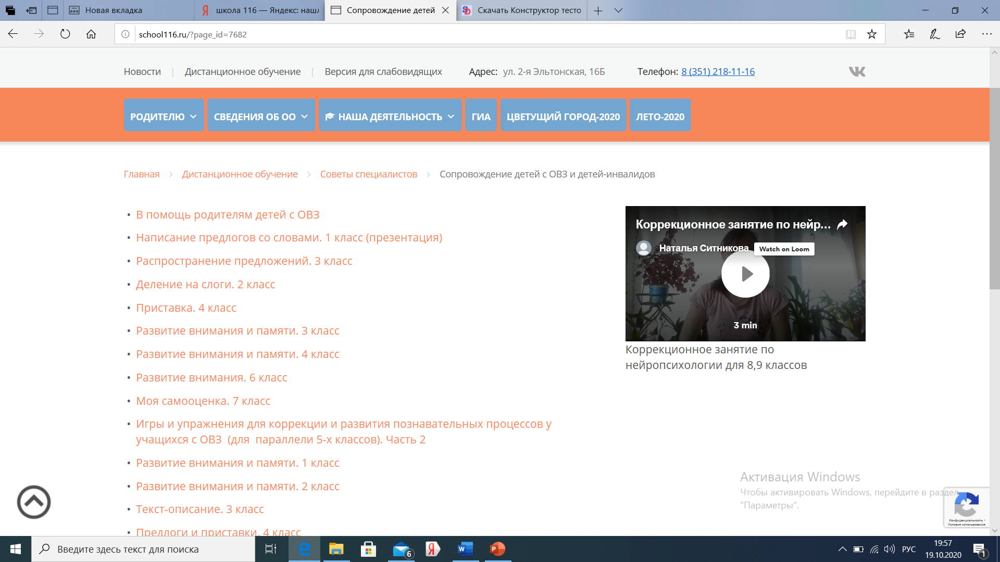 Новая вкладка
школа 116 — Яндекс: нашл
Сопровождение детей
Скачать Конструктор тесто
school116.ru/?page_id=7682
Новости
Дистанционное обучение
Версия для слабовидящих
Адрес: ул. 2-я Эльтонская, 16Б
Телефон: 8 (351) 218-11-16
РОДИТЕЛЮ
СВЕДЕНИЯ ОБ ОО
НАША ДЕЯТЕЛЬНОСТЬ
ГИА
ЦВЕТУЩИЙ ГОРОД-2020
ЛЕТО-2020
Главная > Дистанционное обучение > Советы специалистов > Сопровождение детей с ОВЗ и детей-инвалидов
• В помощь родителям детей с ОВЗ
• Написание предлогов со словами. 1 класс (презентация)
• Распространение предложений. 3 класс
• Деление на слоги. 2 класс
• Приставка. 4 класс
• Развитие внимания и памяти. 3 класс
• Развитие внимания и памяти. 4 класс
• Развитие внимания. 6 класс
• Моя самооценка. 7 класс
• Игры и упражнения для коррекции и развития познавательных процессов у
учащихся с ОВЗ (для параллели 5-х классов). Часть 2
• Развитие внимания и памяти. 1 класс
• Развитие внимания и памяти. 2 класс
• Текст-описание. 3 класс
• Предлоги и приставки. 4 класс
Коррекционное занятие по нейр...
Наталья Ситникова
Watch on Loom
3 min
Коррекционное занятие по
нейропсихологии для 8,9 классов
Активация Windows
Чтобы активировать Windows, перейдите в раздел
"Параметры".
Конфиденциальность •
Условия использования
Введите здесь текст для поиска
6
РУС
19:57
19.10.2020
1